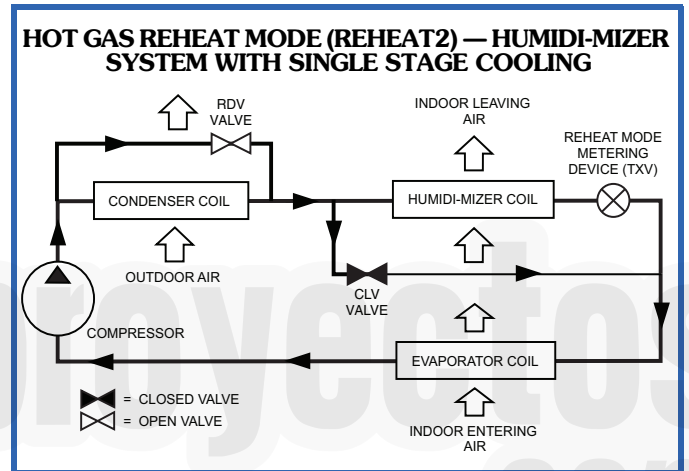 HOT GAS REHEAT MODE (REHEAT2) — HUMIDI-MIZER
SYSTEM WITH SINGLE STAGE COOLING
RDV
VALVE
INDOOR LEAVING
AIR
REHEAT MODE
METERING
DEVICE (TXV)
CONDENSER COIL
HUMIDI-MIZER COIL
OUTDOOR AIR
CLV
VALVE
COMPRESSOR
EVAPORATOR COIL
= CLOSED VALVE
= OPEN VALVE
INDOOR ENTERING
AIR
proyectos